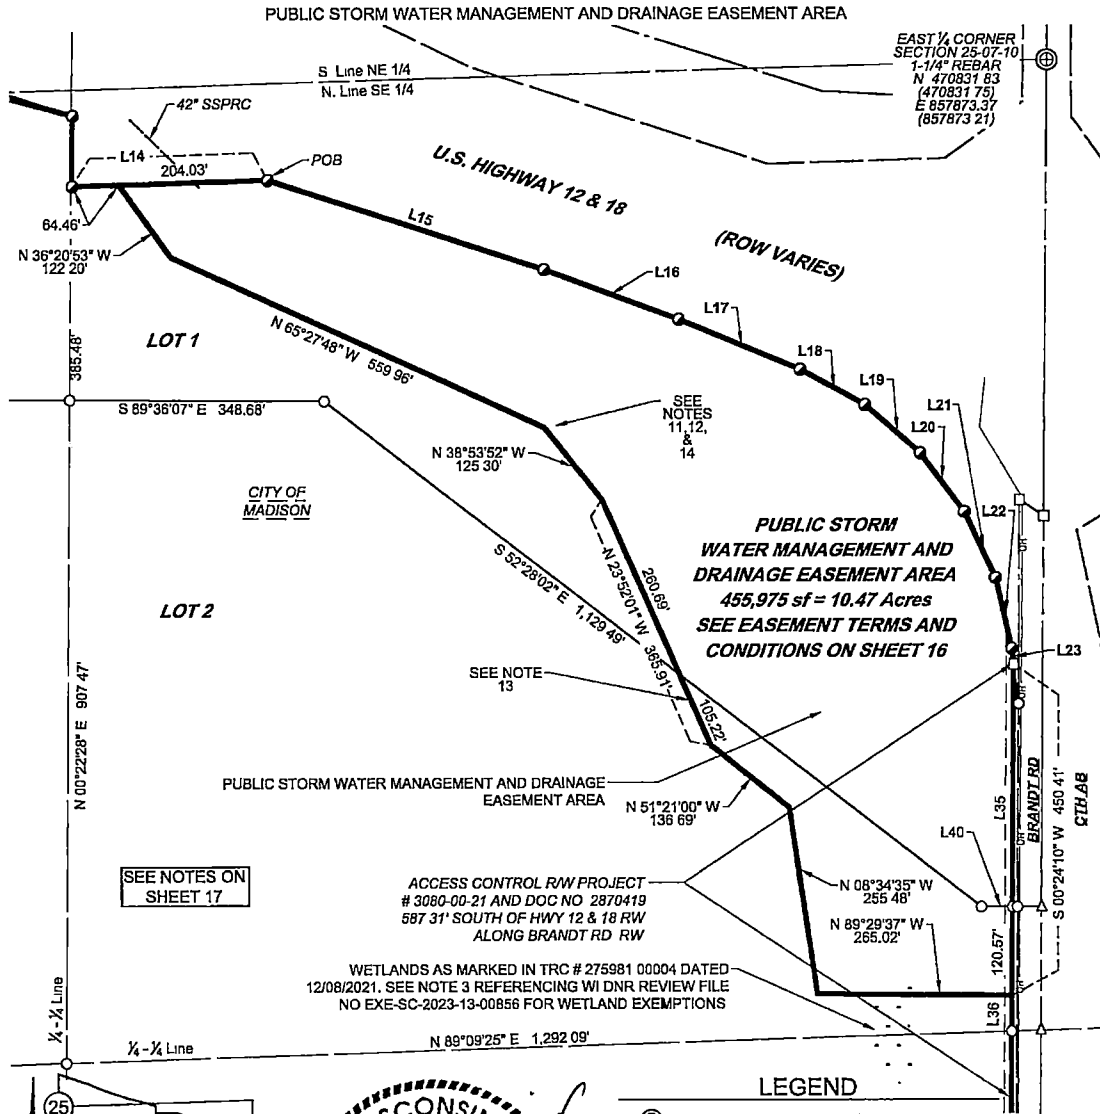 PUBLIC STORM WATER MANAGEMENT AND DRAINAGE EASEMENT AREA
EAST ¼ CORNER
SECTION 25-07-10
1-1/4" REBAR
N 470831 83
(470831 75)
E 857873.37
(857873 21)
S Line NE 1/4
N. Line SE 1/4
42" SSPRC
L14
204.03'
POB
U.S. HIGHWAY 12 & 18
(ROW VARIES)
64.46'
N 36°20'53" W
122 20'
L15
L16
L17
L18
L19
L20
L21
L22
L23
LOT 1
385.48'
N 65°27'48" W 559 96'
S 89°36'07" E 348.68'
SEE
NOTES
11,12,
&
14
N 38°53'52" W
125 30'
CITY OF
MADISON
S 52°28'02" E 1,129 49'
N 23°52'01" W 365.91'
260.69'
105.22'
PUBLIC STORM
WATER MANAGEMENT AND
DRAINAGE EASEMENT AREA
455,975 sf = 10.47 Acres
SEE EASEMENT TERMS AND
CONDITIONS ON SHEET 16
LOT 2
SEE NOTE
13
N 00°22'28" E 907 47'
PUBLIC STORM WATER MANAGEMENT AND DRAINAGE
EASEMENT AREA
N 51°21'00" W
136 69'
L35
BRANDT RD
S 00°24'10" W 450 41'
CTH AB
L40
SEE NOTES ON
SHEET 17
ACCESS CONTROL R/W PROJECT
# 3080-00-21 AND DOC NO 2870419
587 31' SOUTH OF HWY 12 & 18 RW
ALONG BRANDT RD RW
N 08°34'35" W
255 48'
N 89°29'37" W
265.02'
120.57'
L36
WETLANDS AS MARKED IN TRC # 275981 00004 DATED
12/08/2021. SEE NOTE 3 REFERENCING WI DNR REVIEW FILE
NO EXE-SC-2023-13-00856 FOR WETLAND EXEMPTIONS
¼ - ¼ Line
¼ - ¼ Line
N 89°09'25" E 1,292 09'
25
LEGEND